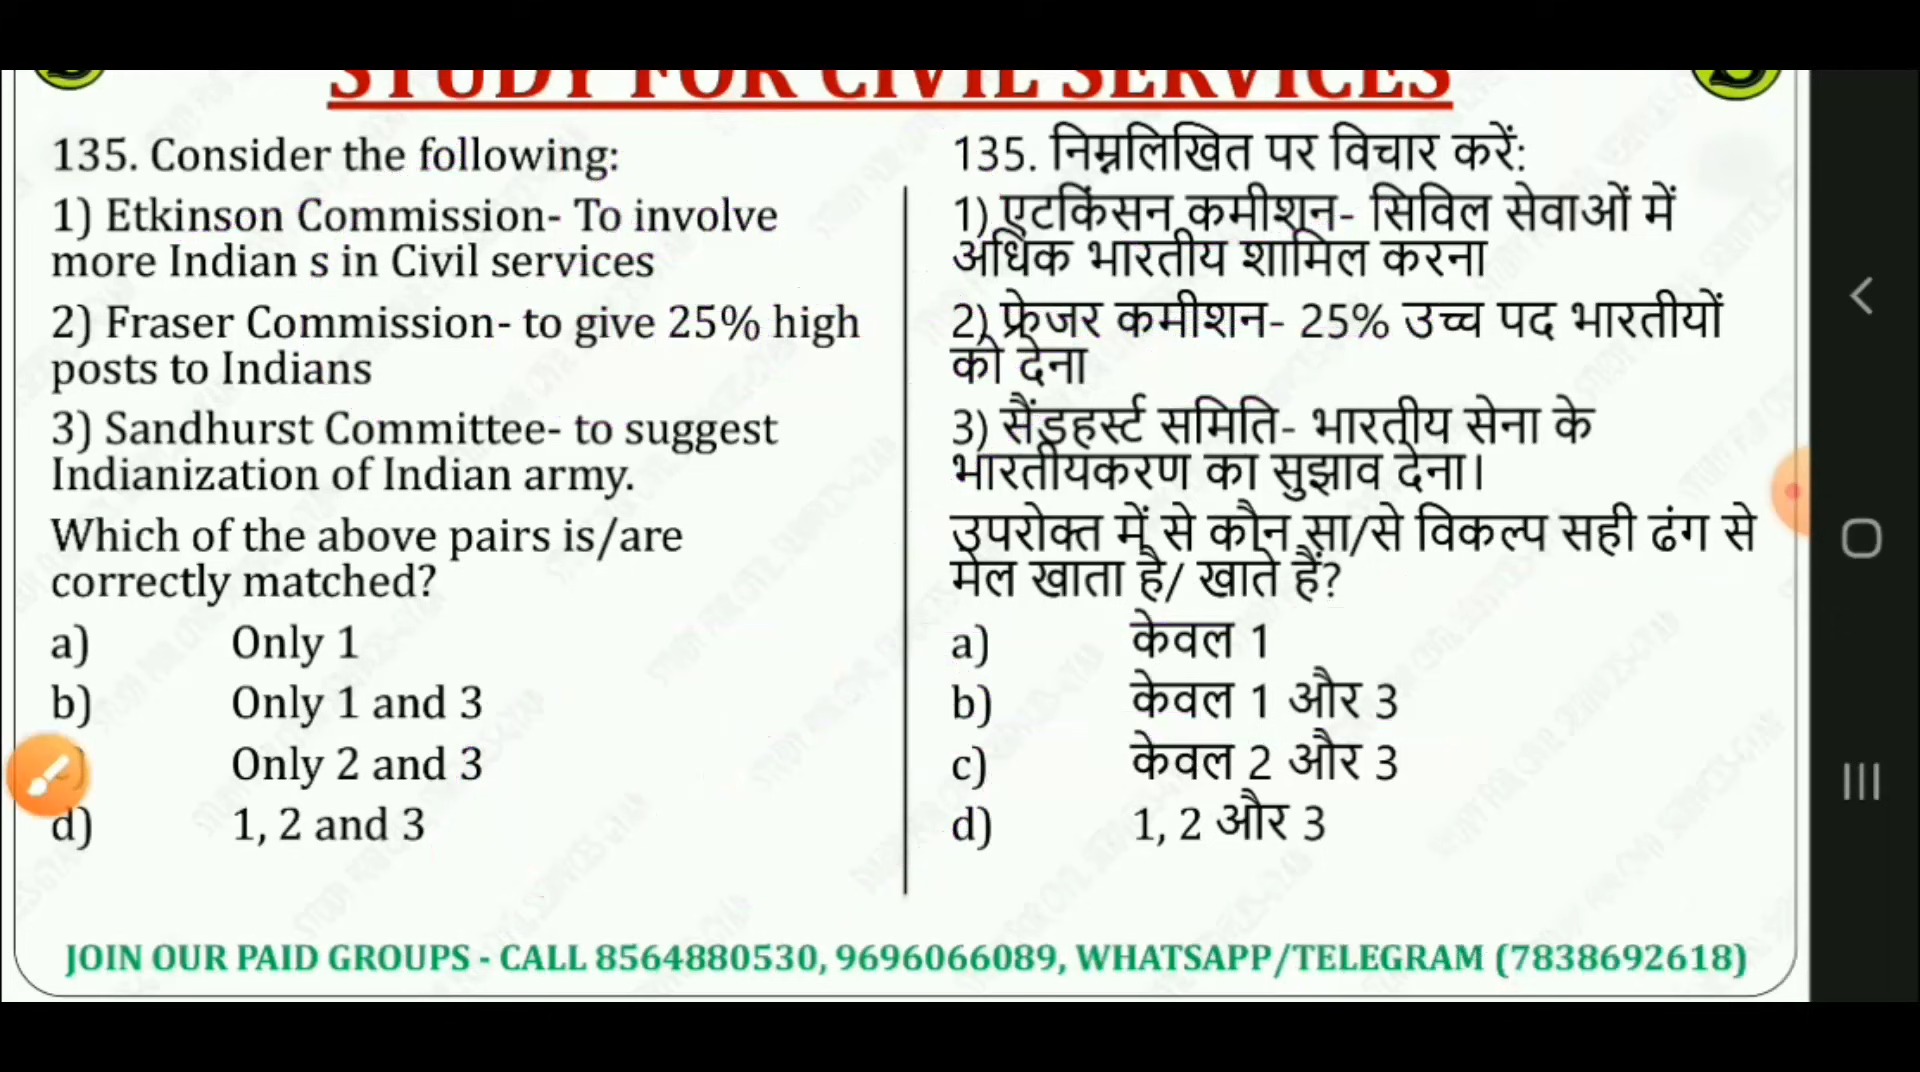 STUDY FOR CIVIL SERVICES
135. Consider the following:
1) Etkinson Commission- To involve
more Indian s in Civil services
2) Fraser Commission- to give 25% high
posts to Indians
3) Sandhurst Committee- to suggest
Indianization of Indian army.
Which of the above pairs is/are
correctly matched?
a) Only 1
b) Only 1 and 3
Only 2 and 3
d) 1, 2 and 3
135. निम्नलिखित पर विचार करें:
1) एटकिंसन कमीशन- सिविल सेवाओं में
अधिक भारतीय शामिल करना
2) फ्रेजर कमीशन- 25% उच्च पद भारतीयों
को देना
3) सैंडहर्स्ट समिति- भारतीय सेना के
भारतीयकरण का सुझाव देना।
उपरोक्त में से कौन सा/से विकल्प सही ढंग से
मेल खाता है/ खाते हैं?
a) केवल 1
b) केवल 1 और 3
c) केवल 2 और 3
d) 1, 2 और 3
JOIN OUR PAID GROUPS - CALL 8564880530, 9696066089, WHATSAPP/TELEGRAM (7838692618)